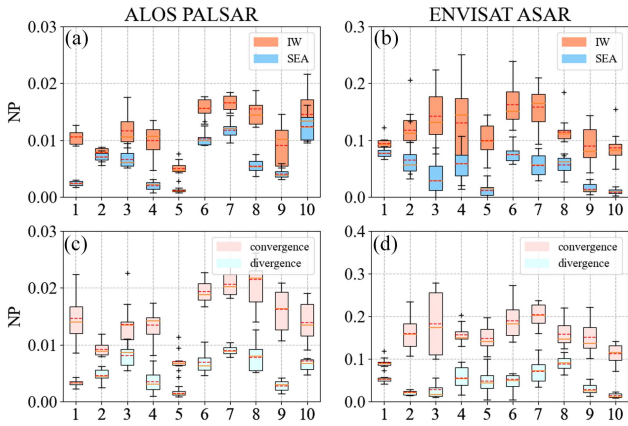 ALOS PALSAR
ENVISAT ASAR
(a)
IW
SEA
NP
0.03
0.02
0.01
0.00
1 2 3 4 5 6 7 8 9 10
(b)
IW
SEA
0.3
0.2
0.1
0.0
1 2 3 4 5 6 7 8 9 10
(c)
convergence
divergence
NP
0.03
0.02
0.01
0.00
1 2 3 4 5 6 7 8 9 10
(d)
convergence
divergence
0.4
0.3
0.2
0.1
0.0
1 2 3 4 5 6 7 8 9 10